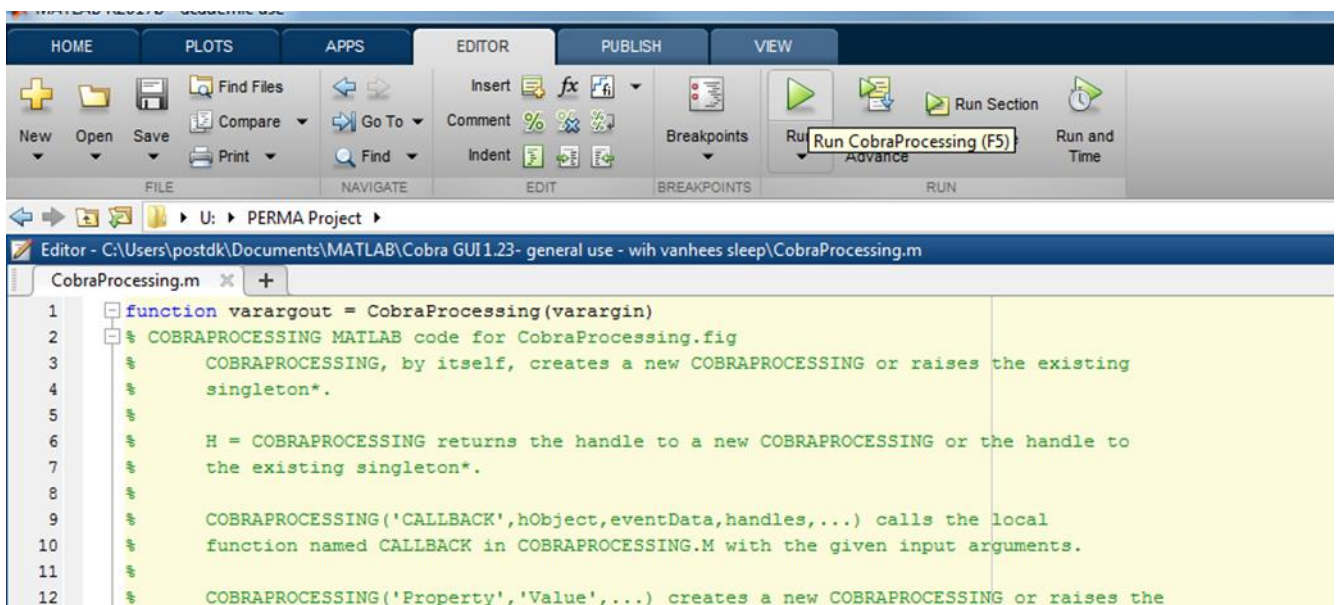 MATLAB R2017b - academic use
HOME PLOTS APPS EDITOR PUBLISH VIEW
New Open Save
Find Files
Compare
Print
FILE
Go To
Find
NAVIGATE
Insert fx
Comment %
Indent
EDIT
Breakpoints
BREAKPOINTS
Run CobraProcessing (F5)
Advance
Run Section
Run and
Time
RUN
U: PERMA Project
Editor - C:\Users\postdk\Documents\MATLAB\Cobra GUI1.23- general use - wih vanhees sleep\CobraProcessing.m
CobraProcessing.m +
1 function varargout = CobraProcessing(varargin)
2 % COBRAPROCESSING MATLAB code for CobraProcessing.fig
3 % COBRAPROCESSING, by itself, creates a new COBRAPROCESSING or raises the existing
4 % singleton*.
5 %
6 % H = COBRAPROCESSING returns the handle to a new COBRAPROCESSING or the handle to
7 % the existing singleton*.
8 %
9 % COBRAPROCESSING('CALLBACK',hObject,eventData,handles,...) calls the local
10 % function named CALLBACK in COBRAPROCESSING.M with the given input arguments.
11 %
12 % COBRAPROCESSING('Property','Value',...) creates a new COBRAPROCESSING or raises the